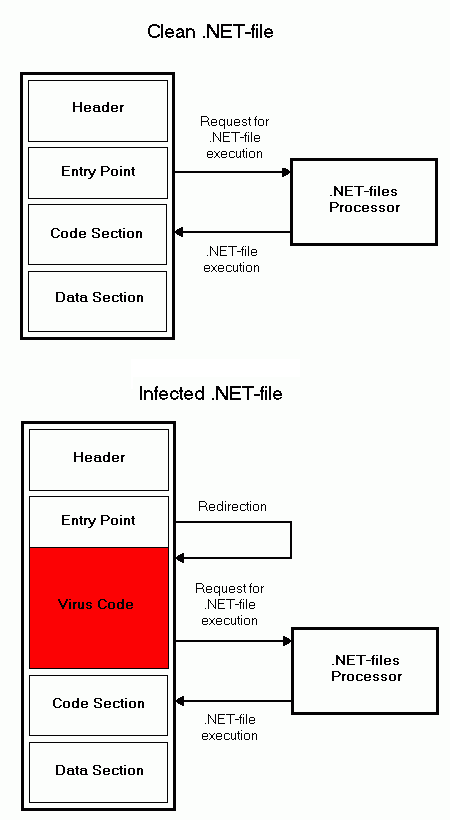 Clean .NET-file
Header
Request for
.NET-file
execution
Entry Point
.NET-files
Processor
Code Section
.NET-file
execution
Data Section
Infected .NET-file
Header
Redirection
Entry Point
Virus Code
Request for
.NET-file
execution
.NET-files
Processor
Code Section
.NET-file
execution
Data Section